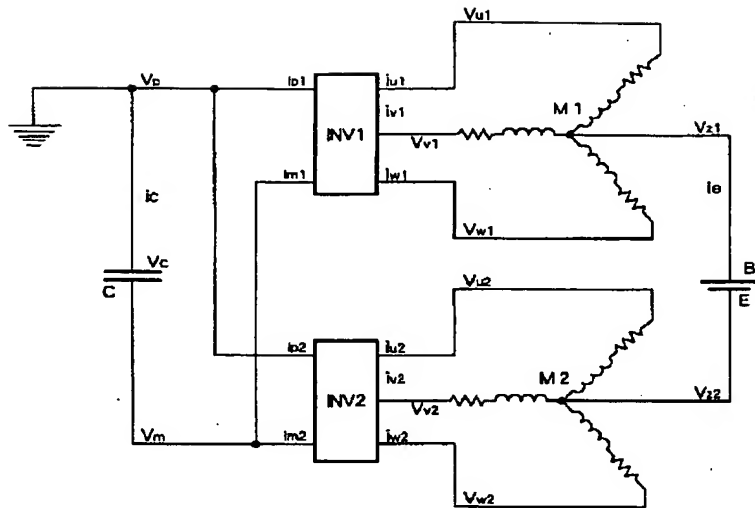 Vu1
Vp
ip1
iu1
M 1
iv1
INV1
Vv1
Vz1
im1
iw1
ic
ie
Vw1
Vc
C
B
E
Vu2
ip2
iu2
M 2
iv2
INV2
Vv2
Vz2
Vm
im2
iw2
Vw2